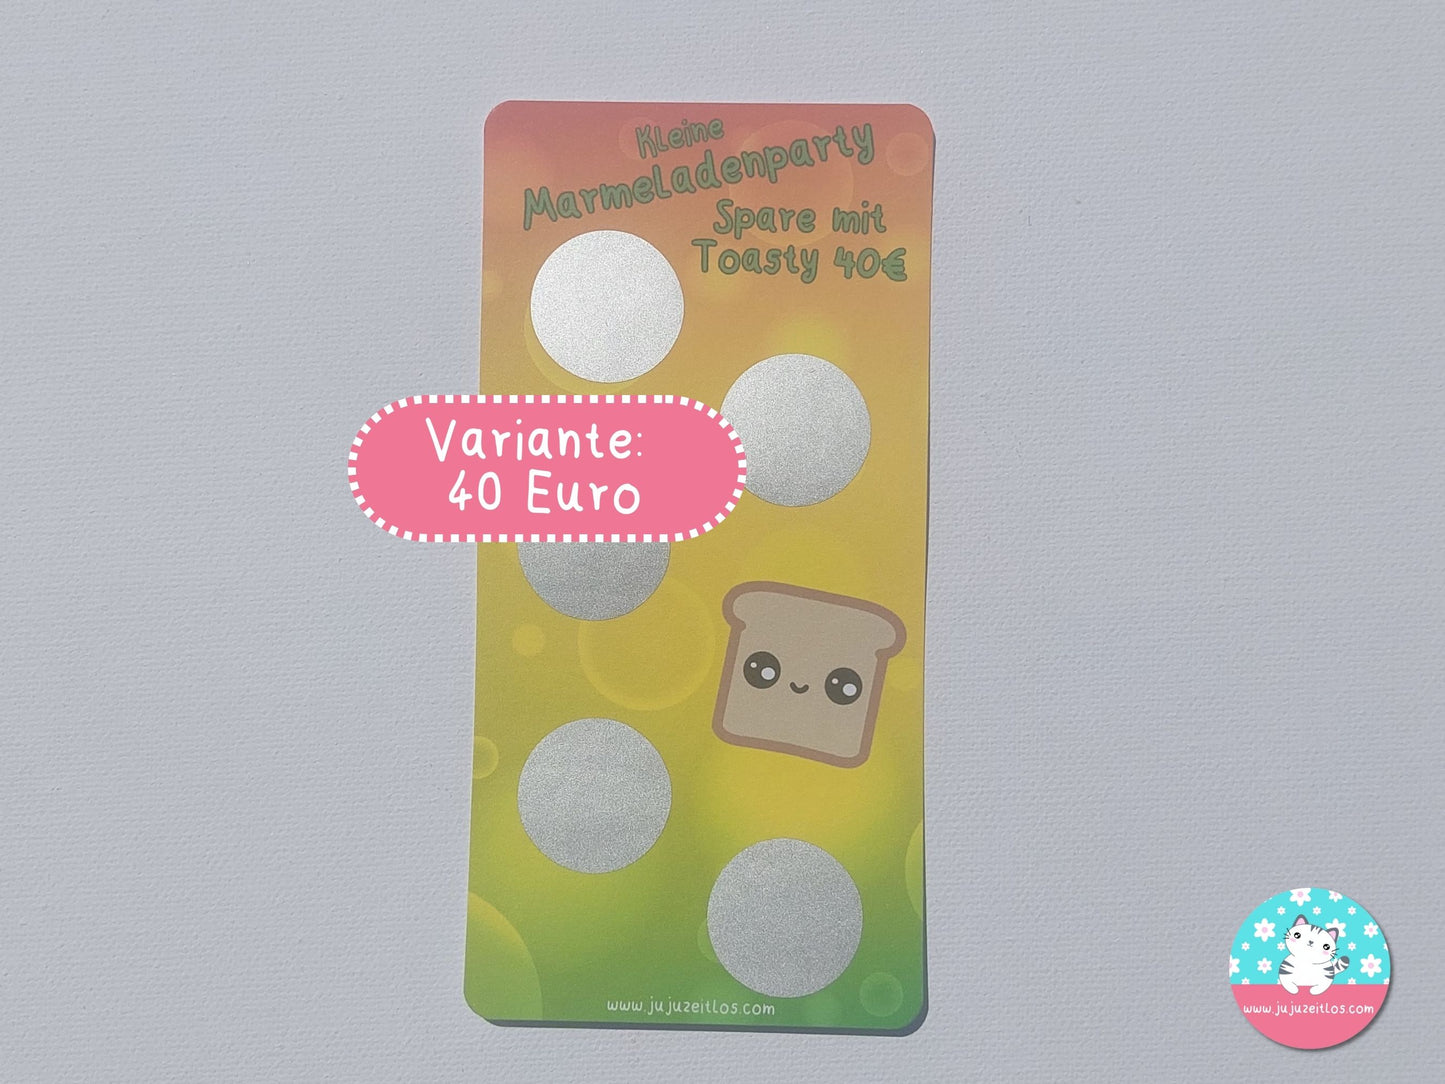 Kleine
Marmeladenparty
Spare mit
Toasty 40€
Variante:
40 Euro
www.jujuzeitlos.com
www.jujuzeitlos.com